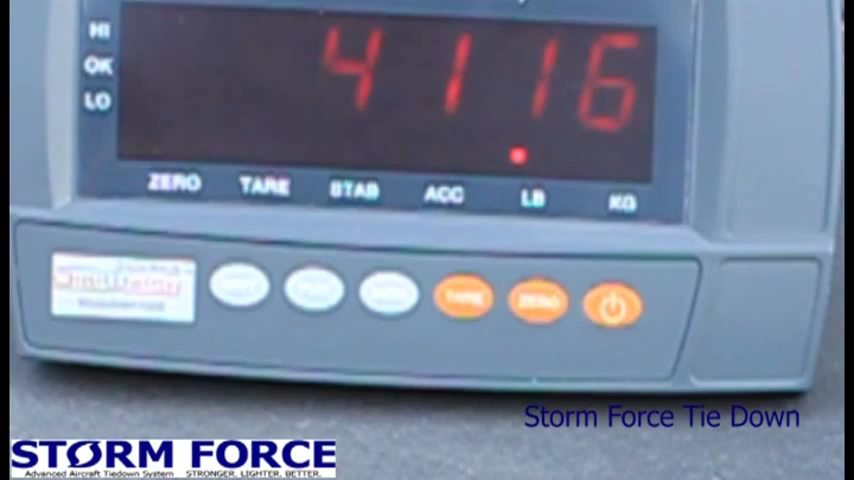 HI
4116
OK
LO
ZERO TARE STAB ACC LB KG
TARE ZERO
Storm Force Tie Down
STØRM FORCE
Advanced Aircraft Tiedown System STRONGER. LIGHTER. BETTER.